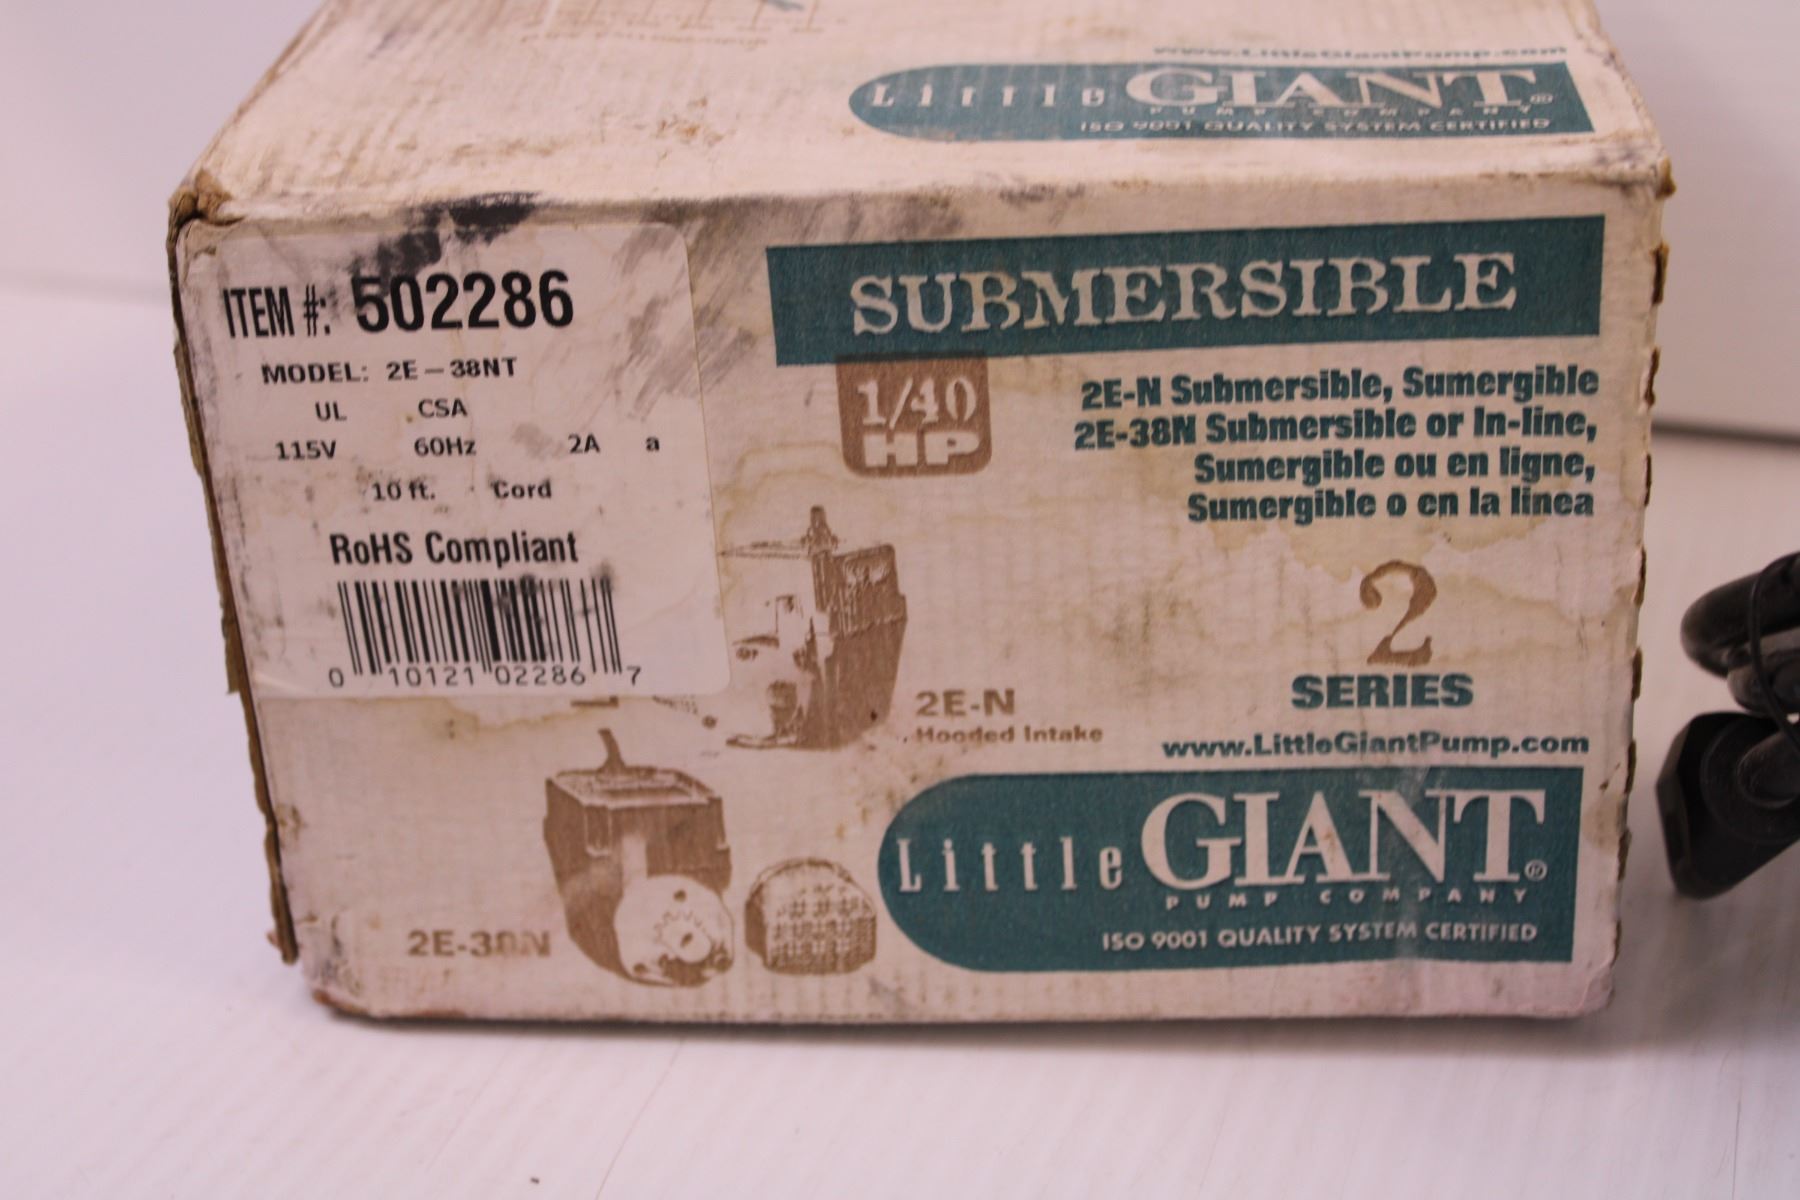 www.LittleGiantPump.com
Little GIANT®
PUMP COMPANY
ISO 9001 QUALITY SYSTEM CERTIFIED
ITEM #: 502286
MODEL: 2E-38NT
UL CSA
115V 60Hz 2A a
10 ft. Cord
RoHS Compliant
0 10121 02286 7
SUBMERSIBLE
1/40
HP
2E-N Submersible, Sumergible
2E-38N Submersible or In-line,
Sumergible ou en ligne,
Sumergible o en la linea
2
SERIES
2E-N
Hooded Intake
2E-38N
www.LittleGiantPump.com
Little GIANT®
PUMP COMPANY
ISO 9001 QUALITY SYSTEM CERTIFIED